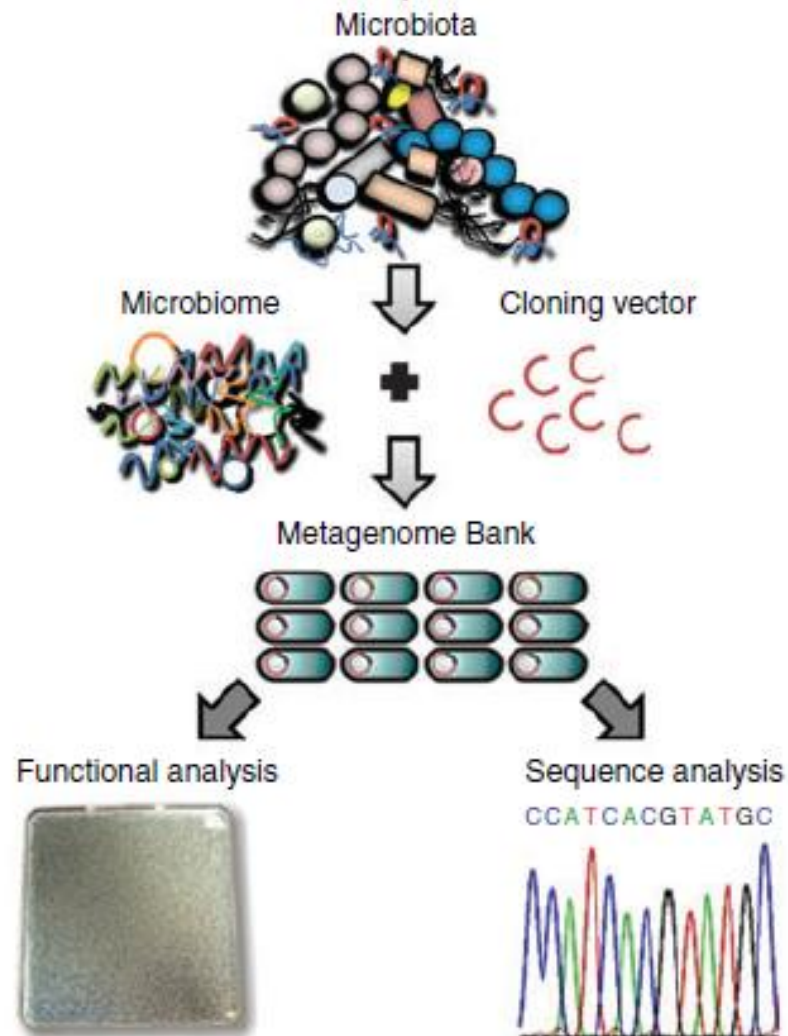 Microbiota
Microbiome
Cloning vector
Metagenome Bank
Functional analysis
Sequence analysis
CCATCACGTATGC